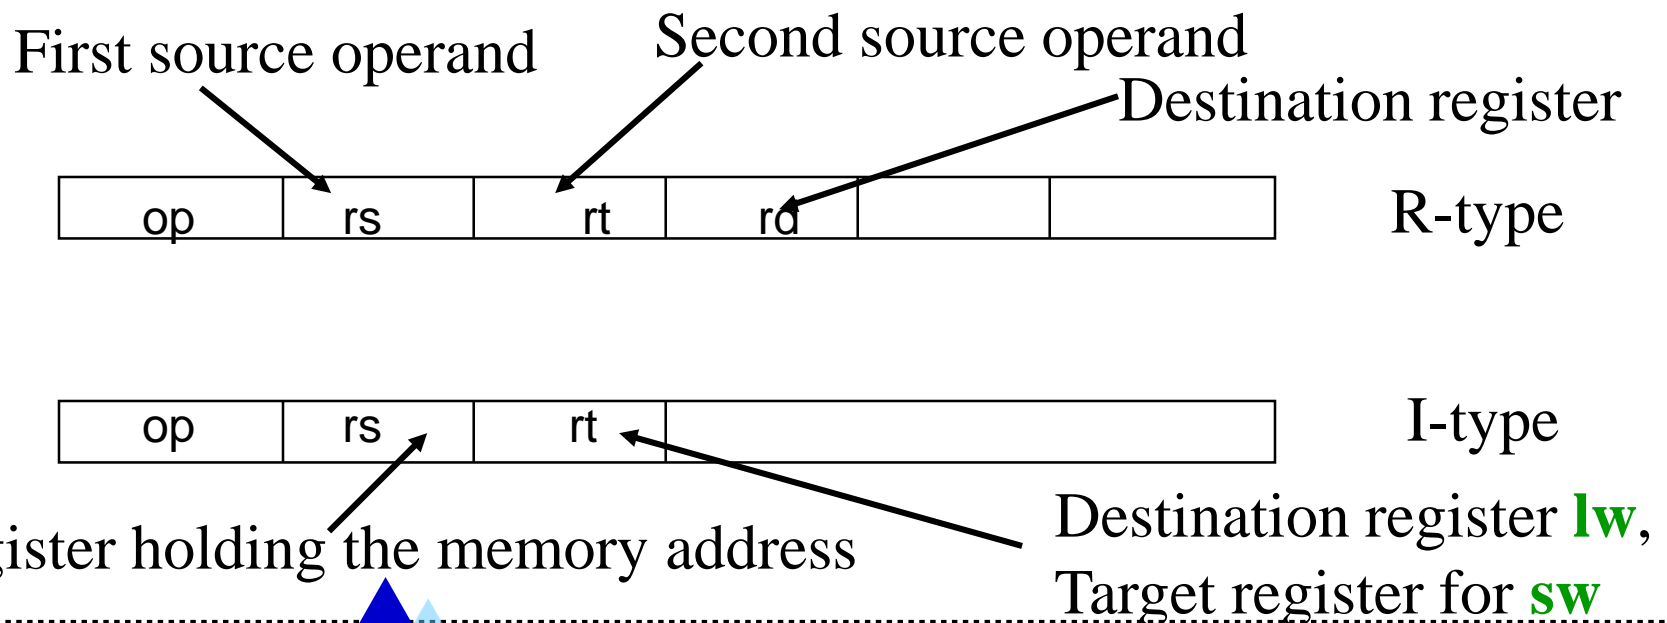 First source operand
Second source operand
Destination register
op rs rt rd
R-type
op rs rt
I-type
holding the memory address
Destination register lw,
Target register for sw